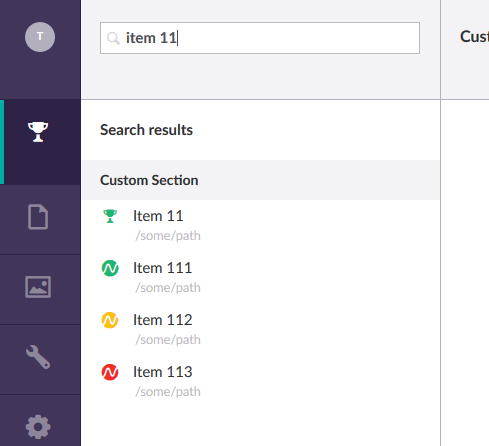 T
item 11
Cust
Search results
Custom Section
Item 11
/some/path
Item 111
/some/path
Item 112
/some/path
Item 113
/some/path